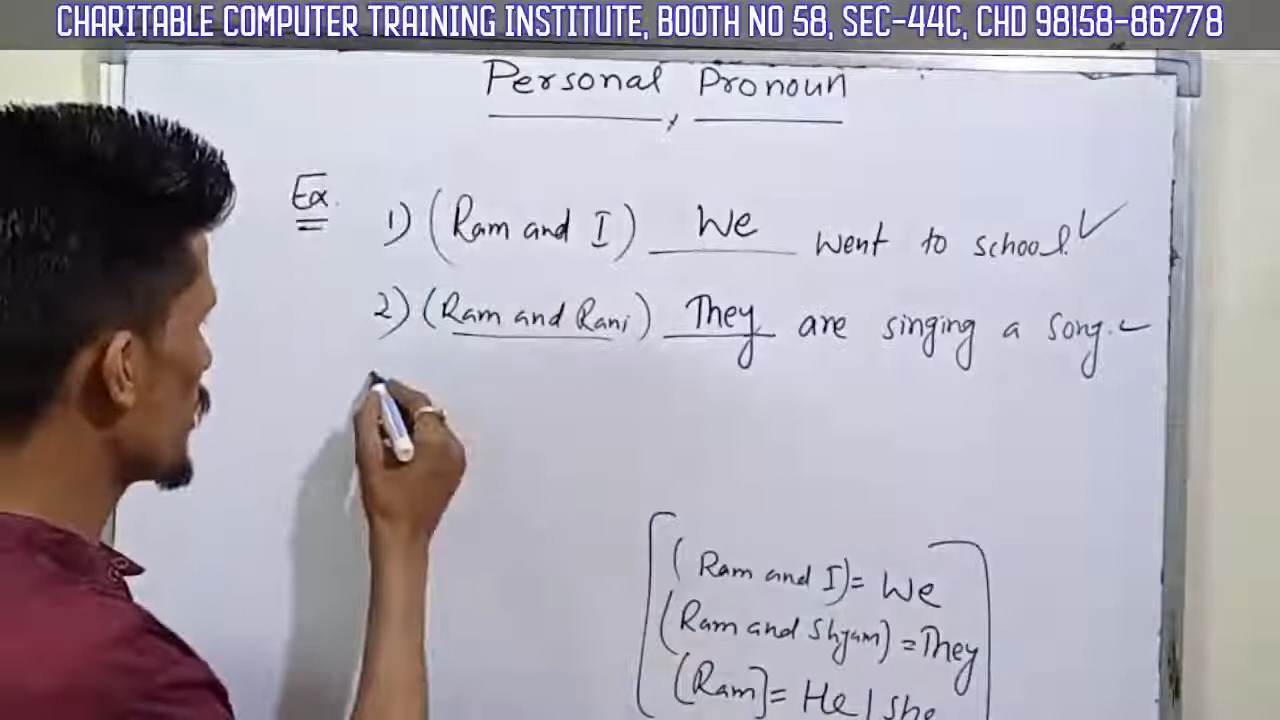 CHARITABLE COMPUTER TRAINING INSTITUTE, BOOTH NO 58, SEC-44C, CHD 98158-86778
Personal Pronoun
Ex.
1) (Ram and I) We went to school.
2) (Ram and Rani) They are singing a song.
(Ram and I) = We
(Ram and Shyam) = They
(Ram] = He | She